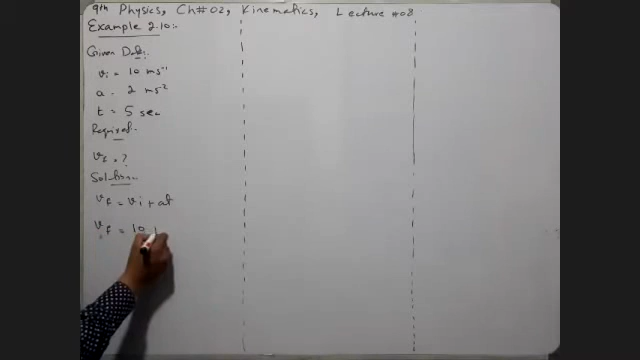 9th Physics, Ch#02, Kinematics, Lecture #08
Example 2.10:-
Given Data:-
vi = 10 ms⁻¹
a = 2 ms⁻²
t = 5 sec
Required:-
vf = ?
Solution:-
vf = vi + at
vf = 10